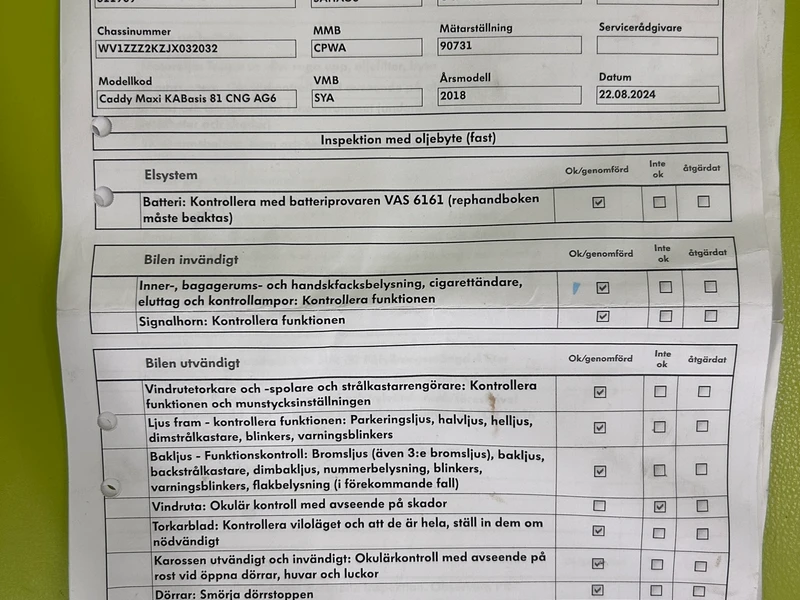 Chassinummer MMB Mätarställning Servicerådgivare
WV1ZZZ2KZJX032032 CPWA 90731
Modellkod VMB Årsmodell Datum
Caddy Maxi KABasis 81 CNG AG6 SYA 2018 22.08.2024
Inspektion med oljebyte (fast)
Elsystem Ok/genomförd Inte ok åtgärdat
Batteri: Kontrollera med batteriprovaren VAS 6161 (rephandboken
måste beaktas)
Bilen invändigt Ok/genomförd Inte ok åtgärdat
Inner-, bagagerums- och handskfacksbelysning, cigarettändare,
eluttag och kontrollampor: Kontrollera funktionen
Signalhorn: Kontrollera funktionen
Bilen utvändigt Ok/genomförd Inte ok åtgärdat
Vindrutetorkare och -spolare och strålkastarrengörare: Kontrollera
funktionen och munstycksinställningen
Ljus fram - kontrollera funktionen: Parkeringsljus, halvljus, helljus,
dimstrålkastare, blinkers, varningsblinkers
Bakljus - Funktionskontroll: Bromsljus (även 3:e bromsljus), bakljus,
backstrålkastare, dimbakljus, nummerbelysning, blinkers,
varningsblinkers, flakbelysning (i förekommande fall)
Vindruta: Okulär kontroll med avseende på skador
Torkarblad: Kontrollera viloläget och att de är hela, ställ in dem om
nödvändigt
Karossen utvändigt och invändigt: Okulärkontroll med avseende på
rost vid öppna dörrar, huvar och luckor
Dörrar: Smörja dörrstoppen